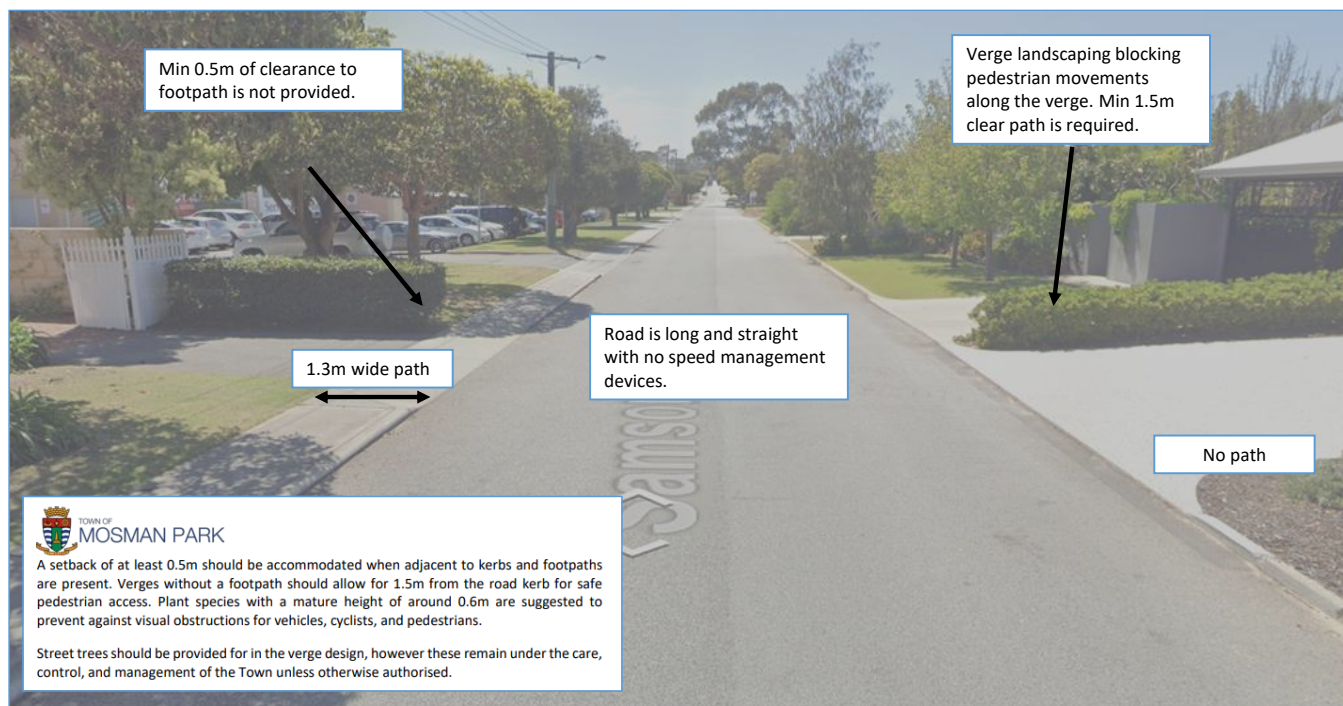 Min 0.5m of clearance to
footpath is not provided.
Verge landscaping blocking
pedestrian movements
along the verge. Min 1.5m
clear path is required.
Road is long and straight
with no speed management
devices.
1.3m wide path
No path
Samso
TOWN OF
MOSMAN PARK
A setback of at least 0.5m should be accommodated when adjacent to kerbs and footpaths
are present. Verges without a footpath should allow for 1.5m from the road kerb for safe
pedestrian access. Plant species with a mature height of around 0.6m are suggested to
prevent against visual obstructions for vehicles, cyclists, and pedestrians.
Street trees should be provided for in the verge design, however these remain under the care,
control, and management of the Town unless otherwise authorised.